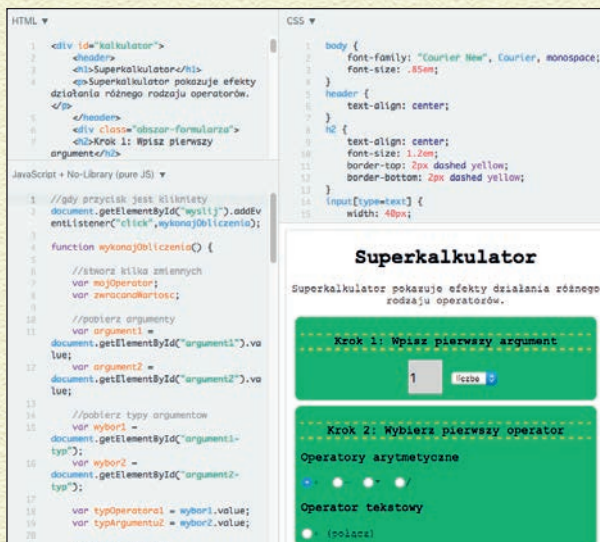 HTML ▼
<div id="kalkulator">
<header>
<h1>Superkalkulator</h1>
<p>Superkalkulator pokazuje efekty
działania różnego rodzaju operatorów.
</p>
</header>
<div class="obszar-formularza">
<h2>Krok 1: Wpisz pierwszy
argument</h2>
JavaScript + No-Library (pure JS) ▼
//gdy przycisk jest klikniety
document.getElementById("wyslij").addEv
entListener("click",wykonajObliczenia);
function wykonajObliczenia() {
//stworz kilka zmiennych
var mojOperator;
var zwracanaWartosc;
//pobierz argumenty
var argument1 =
document.getElementById("argument1").va
lue;
var argument2 =
document.getElementById("argument2").va
lue;
//pobierz typy argumentow
var wybor1 =
document.getElementById("argument1-
typ");
var wybor2 =
document.getElementById("argument2-
typ");
var typOperatora1 = wybor1.value;
var typArgumentu2 = wybor2.value;
CSS ▼
body {
font-family: "Courier New", Courier, monospace;
font-size: .85em;
}
header {
text-align: center;
}
h2 {
text-align: center;
font-size: 1.2em;
border-top: 2px dashed yellow;
border-bottom: 2px dashed yellow;
}
input[type=text] {
width: 40px;
Superkalkulator
Superkalkulator pokazuje efekty działania różnego
rodzaju operatorów.
Krok 1: Wpisz pierwszy argument
1 liczba
Krok 2: Wybierz pierwszy operator
Operatory arytmetyczne
+ - * /
Operator tekstowy
+ (połącz)